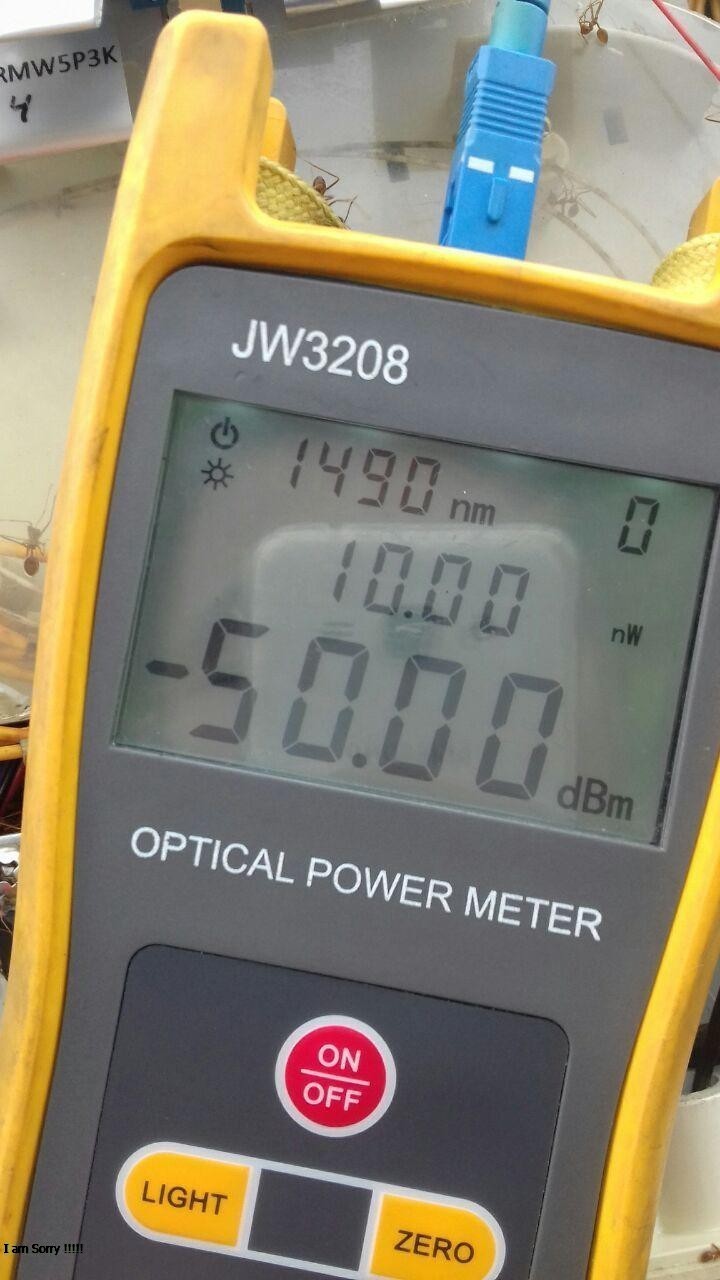 RMW5P3K
4
JW3208
1490 nm
0
10.00
nW
-50.00
dBm
OPTICAL POWER METER
ON
OFF
LIGHT
ZERO
I am Sorry !!!!!